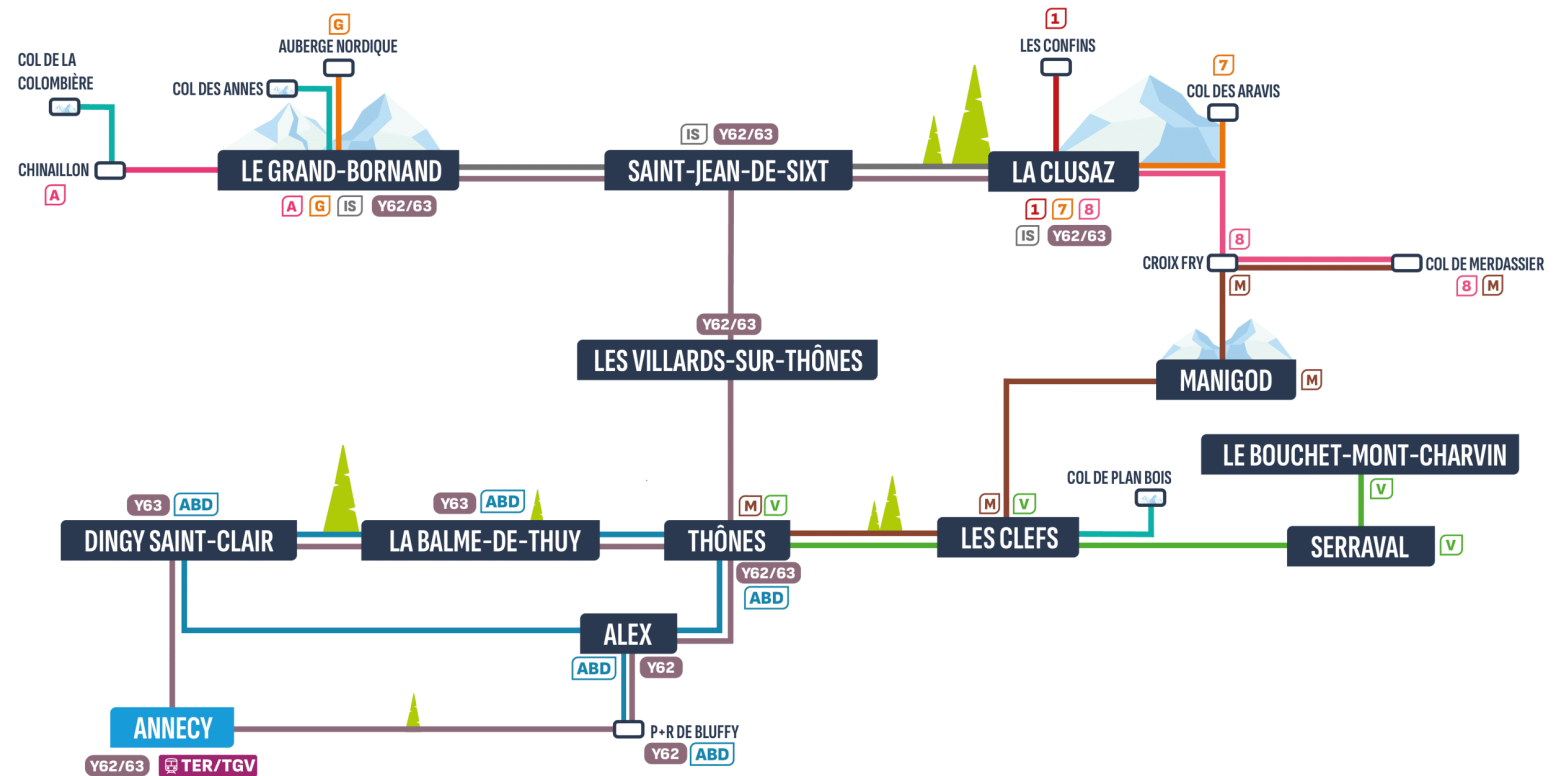 G
AUBERGE NORDIQUE
1
LES CONFINS
COL DE LA
COLOMBIÈRE
COL DES ANNES
7
COL DES ARAVIS
IS Y62/63
CHINAILLON
A
LE GRAND-BORNAND
A G IS Y62/63
SAINT-JEAN-DE-SIXT
LA CLUSAZ
1 7 8
IS Y62/63
8
CROIX FRY
M
COL DE MERDASSIER
8 M
Y62/63
LES VILLARDS-SUR-THÔNES
MANIGOD M
LE BOUCHET-MONT-CHARVIN
V
COL DE PLAN BOIS
Y63 ABD
DINGY SAINT-CLAIR
Y63 ABD
LA BALME-DE-THUY
M V
THÔNES
Y62/63
ABD
M V
LES CLEFS
SERRAVAL V
ALEX
ABD Y62
ANNECY
Y62/63 TER/TGV
P+R DE BLUFFY
Y62 ABD